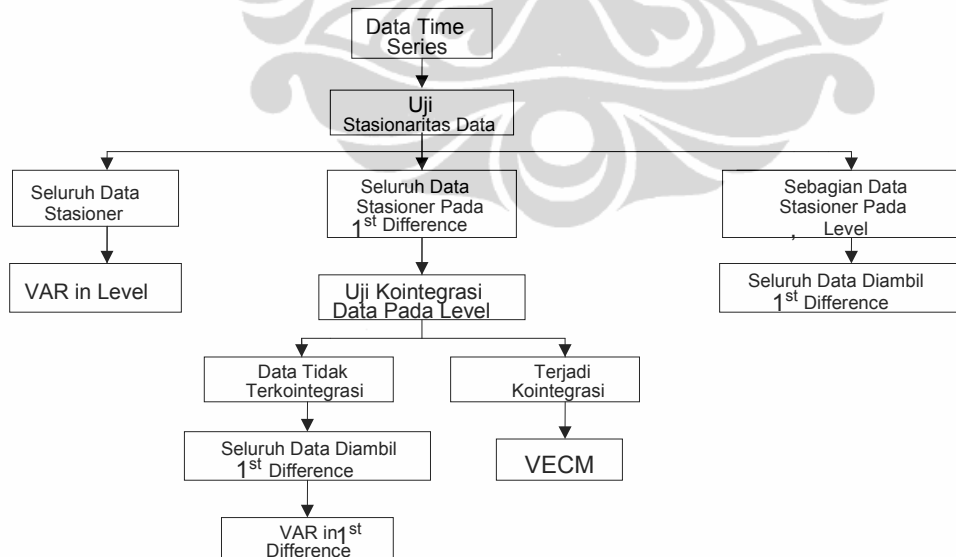 Data Time
Series
Uji
Stasionaritas Data
Seluruh Data
Stasioner
Seluruh Data
Stasioner Pada
1st Difference
Sebagian Data
Stasioner Pada
, Level
VAR in Level
Uji Kointegrasi
Data Pada Level
Seluruh Data Diambil
1st Difference
Data Tidak
Terkointegrasi
Terjadi
Kointegrasi
Seluruh Data Diambil
1st Difference
VECM
VAR in1st
Difference